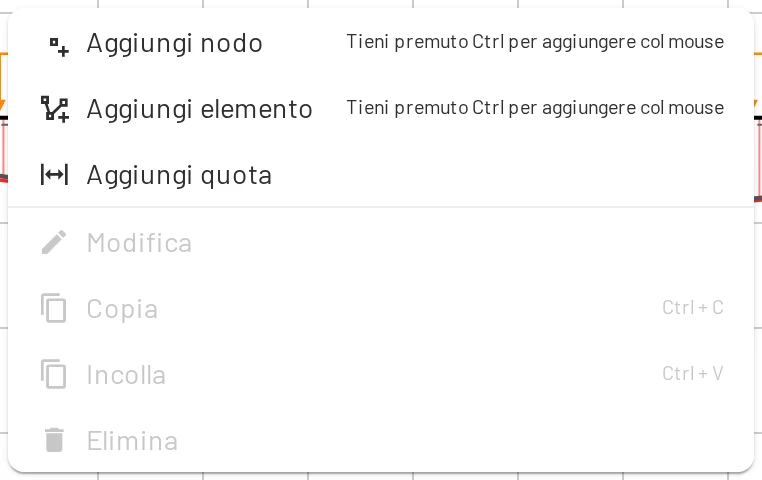 Aggiungi nodo Tieni premuto Ctrl per aggiungere col mouse
Aggiungi elemento Tieni premuto Ctrl per aggiungere col mouse
Aggiungi quota
Modifica
Copia Ctrl + C
Incolla Ctrl + V
Elimina